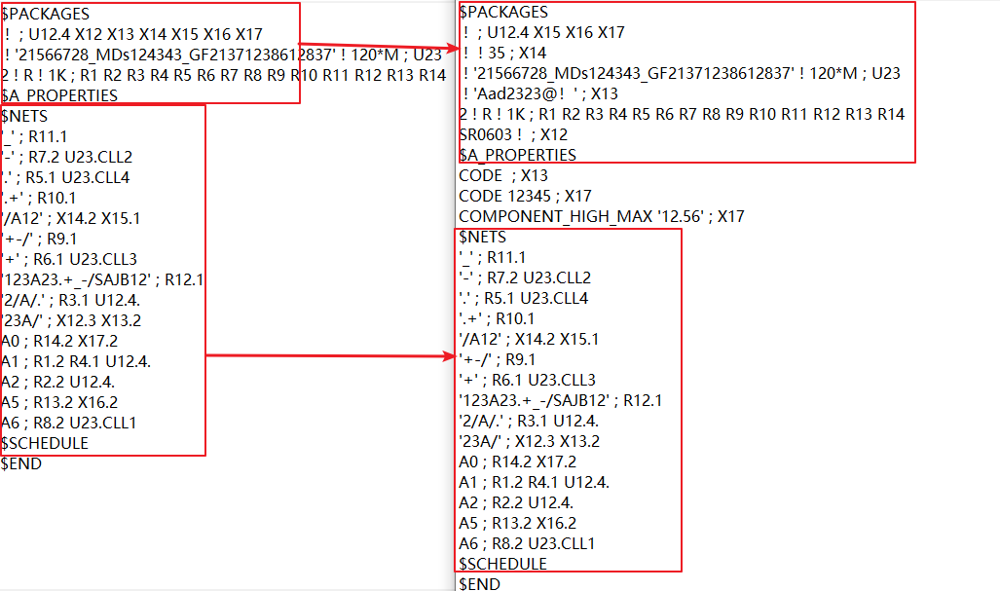 $PACKAGES
! ; U12.4 X12 X13 X14 X15 X16 X17
! '21566728_MDs124343_GF21371238612837' ! 120*M ; U23
2 ! R ! 1K ; R1 R2 R3 R4 R5 R6 R7 R8 R9 R10 R11 R12 R13 R14
$A_PROPERTIES
$NETS
'_' ; R11.1
'-' ; R7.2 U23.CLL2
'.' ; R5.1 U23.CLL4
'.+' ; R10.1
'/A12' ; X14.2 X15.1
'+-/' ; R9.1
'+' ; R6.1 U23.CLL3
'123A23.+_-/SAJB12' ; R12.1
'2/A/.' ; R3.1 U12.4.
'23A/' ; X12.3 X13.2
A0 ; R14.2 X17.2
A1 ; R1.2 R4.1 U12.4.
A2 ; R2.2 U12.4.
A5 ; R13.2 X16.2
A6 ; R8.2 U23.CLL1
$SCHEDULE
$END
$PACKAGES
! ; U12.4 X15 X16 X17
! ! 35 ; X14
! '21566728_MDs124343_GF21371238612837' ! 120*M ; U23
! 'Aad2323@! ' ; X13
2 ! R ! 1K ; R1 R2 R3 R4 R5 R6 R7 R8 R9 R10 R11 R12 R13 R14
SR0603 ! ; X12
$A_PROPERTIES
CODE ; X13
CODE 12345 ; X17
COMPONENT_HIGH_MAX '12.56' ; X17
$NETS
'_' ; R11.1
'-' ; R7.2 U23.CLL2
'.' ; R5.1 U23.CLL4
'.+' ; R10.1
'/A12' ; X14.2 X15.1
'+-/' ; R9.1
'+' ; R6.1 U23.CLL3
'123A23.+_-/SAJB12' ; R12.1
'2/A/.' ; R3.1 U12.4.
'23A/' ; X12.3 X13.2
A0 ; R14.2 X17.2
A1 ; R1.2 R4.1 U12.4.
A2 ; R2.2 U12.4.
A5 ; R13.2 X16.2
A6 ; R8.2 U23.CLL1
$SCHEDULE
$END